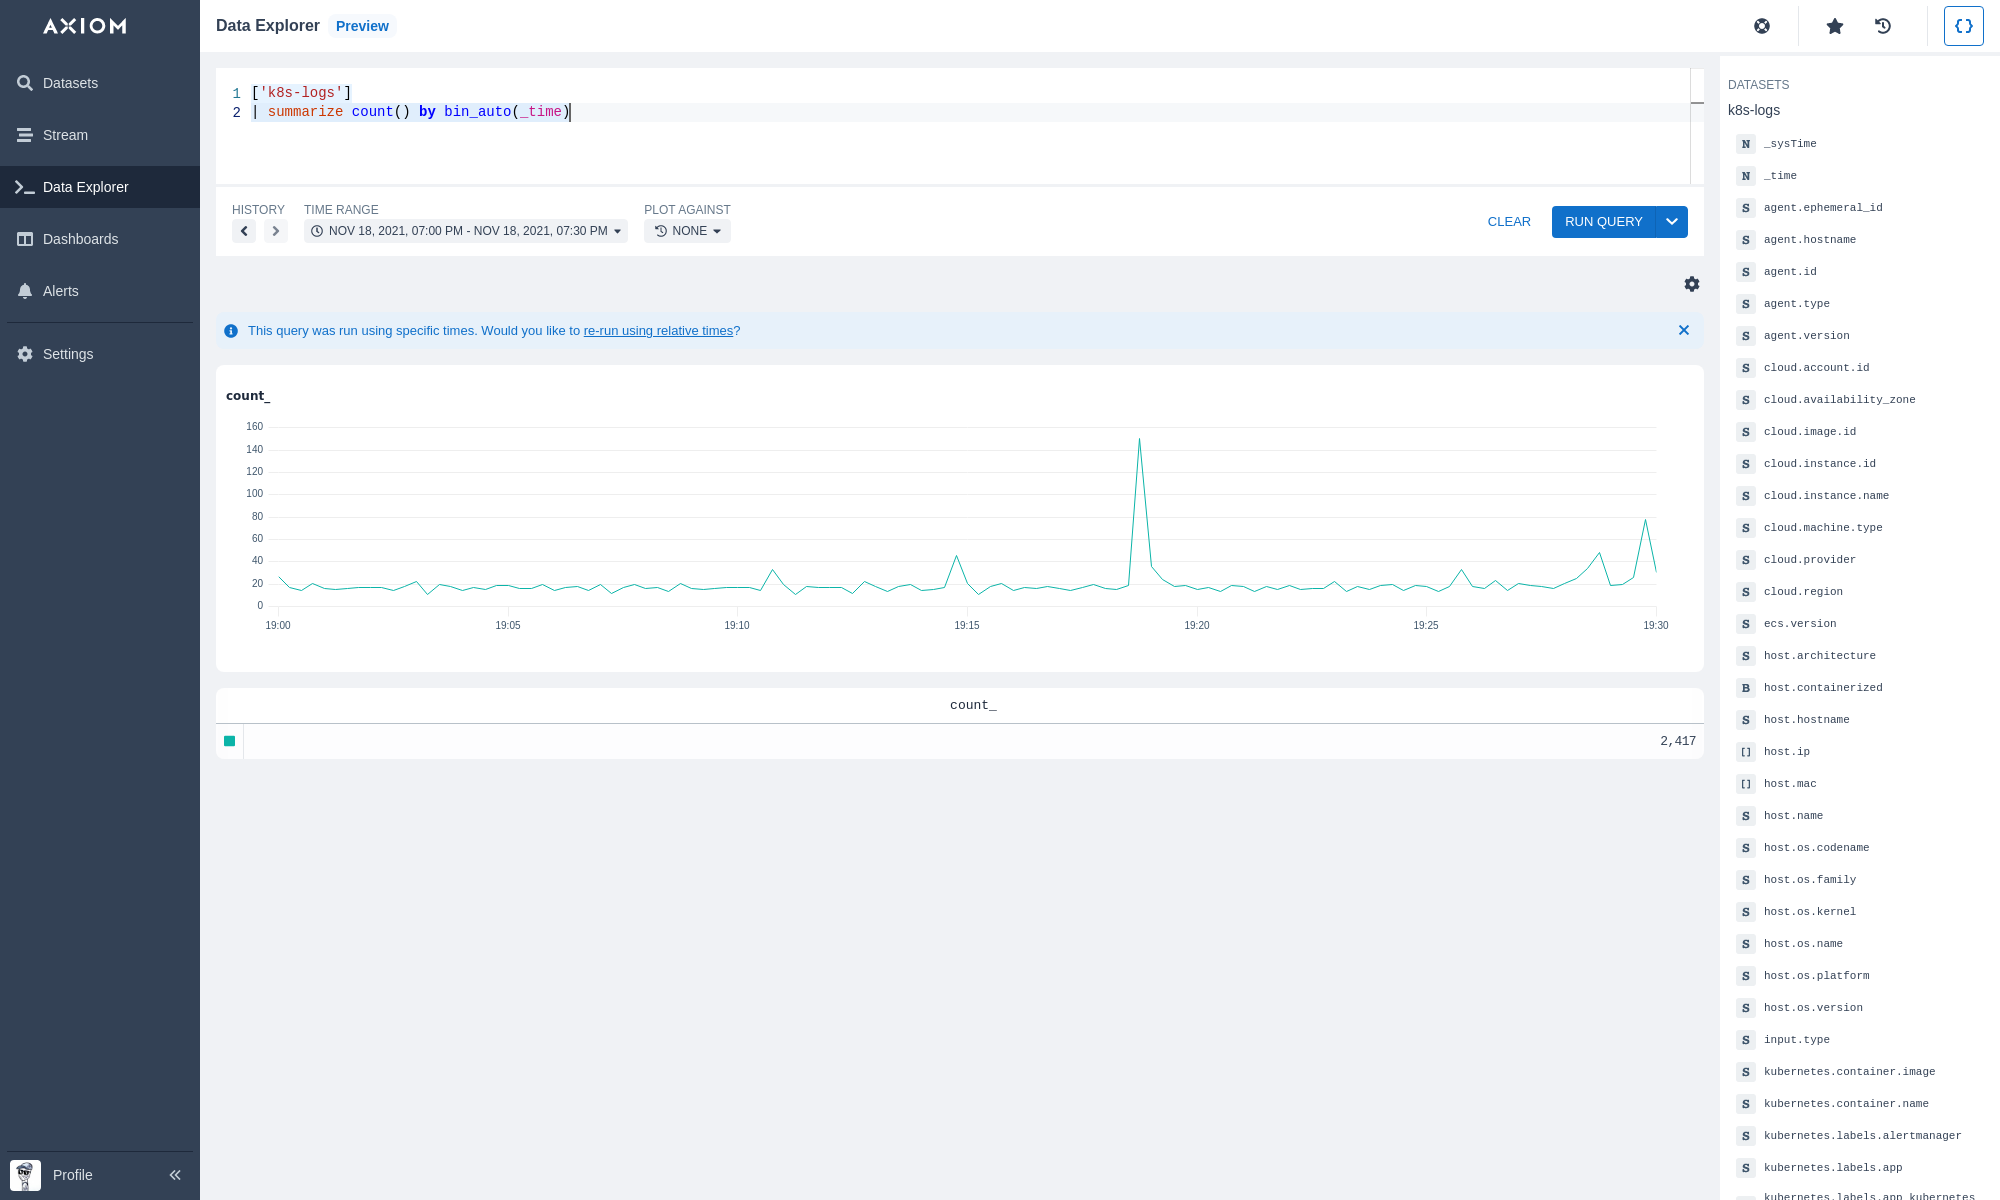 AXIOM
Datasets
Stream
Data Explorer
Dashboards
Alerts
Settings
Profile
Data Explorer Preview
1 ['k8s-logs']
2 | summarize count() by bin_auto(_time)
HISTORY TIME RANGE PLOT AGAINST
NOV 18, 2021, 07:00 PM - NOV 18, 2021, 07:30 PM NONE
CLEAR RUN QUERY
This query was run using specific times. Would you like to re-run using relative times?
count_
160
140
120
100
80
60
40
20
0
19:00 19:05 19:10 19:15 19:20 19:25 19:30
count_
2,417
DATASETS
k8s-logs
N _sysTime
N _time
S agent.ephemeral_id
S agent.hostname
S agent.id
S agent.type
S agent.version
S cloud.account.id
S cloud.availability_zone
S cloud.image.id
S cloud.instance.id
S cloud.instance.name
S cloud.machine.type
S cloud.provider
S cloud.region
S ecs.version
S host.architecture
B host.containerized
S host.hostname
[] host.ip
[] host.mac
S host.name
S host.os.codename
S host.os.family
S host.os.kernel
S host.os.name
S host.os.platform
S host.os.version
S input.type
S kubernetes.container.image
S kubernetes.container.name
S kubernetes.labels.alertmanager
S kubernetes.labels.app
kubernetes.labels.app_kubernetes